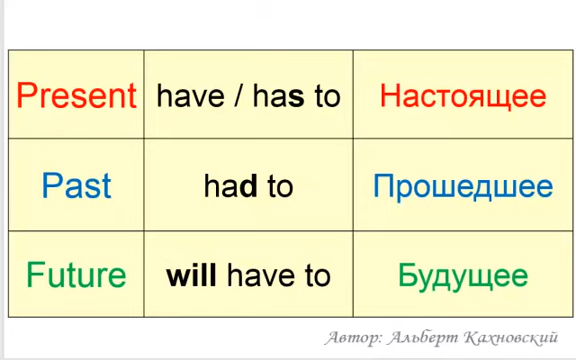 Present have / has to Настоящее
Past had to Прошедшее
Future will have to Будущее
Автор: Альберт Кахновский